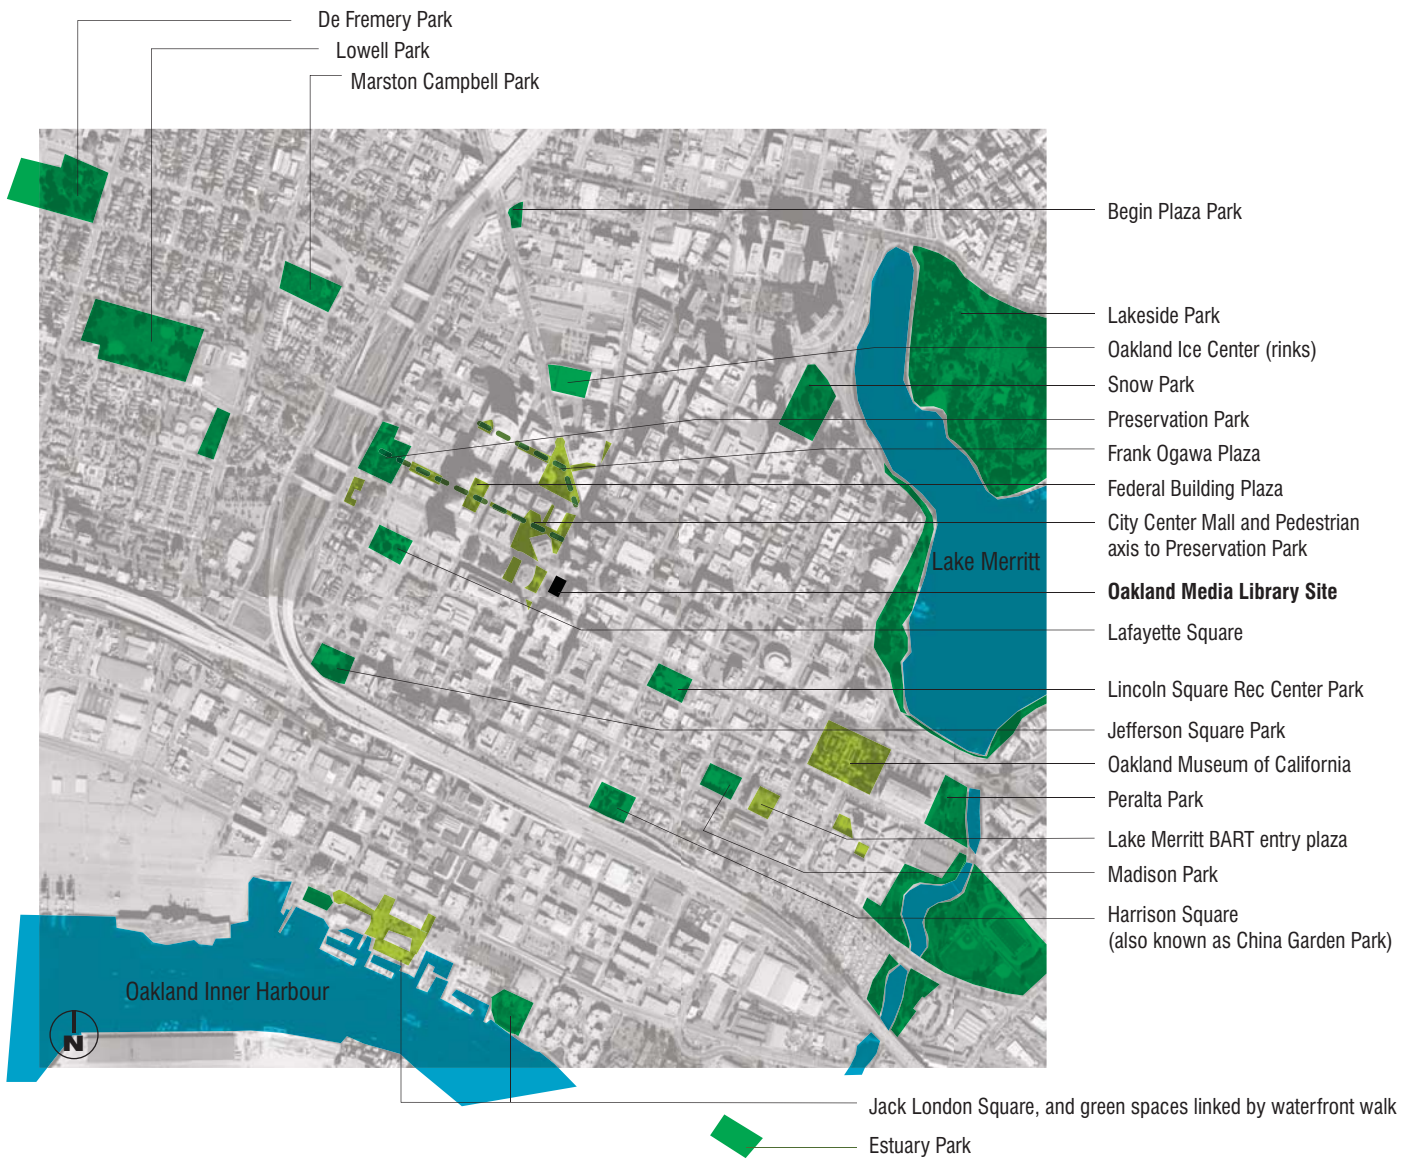 De Fremery Park
Lowell Park
Marston Campbell Park
Begin Plaza Park
Lakeside Park
Oakland Ice Center (rinks)
Snow Park
Preservation Park
Frank Ogawa Plaza
Federal Building Plaza
City Center Mall and Pedestrian
axis to Preservation Park
Lake Merritt
Oakland Media Library Site
Lafayette Square
Lincoln Square Rec Center Park
Jefferson Square Park
Oakland Museum of California
Peralta Park
Lake Merritt BART entry plaza
Madison Park
Harrison Square
(also known as China Garden Park)
Oakland Inner Harbour
N
Jack London Square, and green spaces linked by waterfront walk
Estuary Park